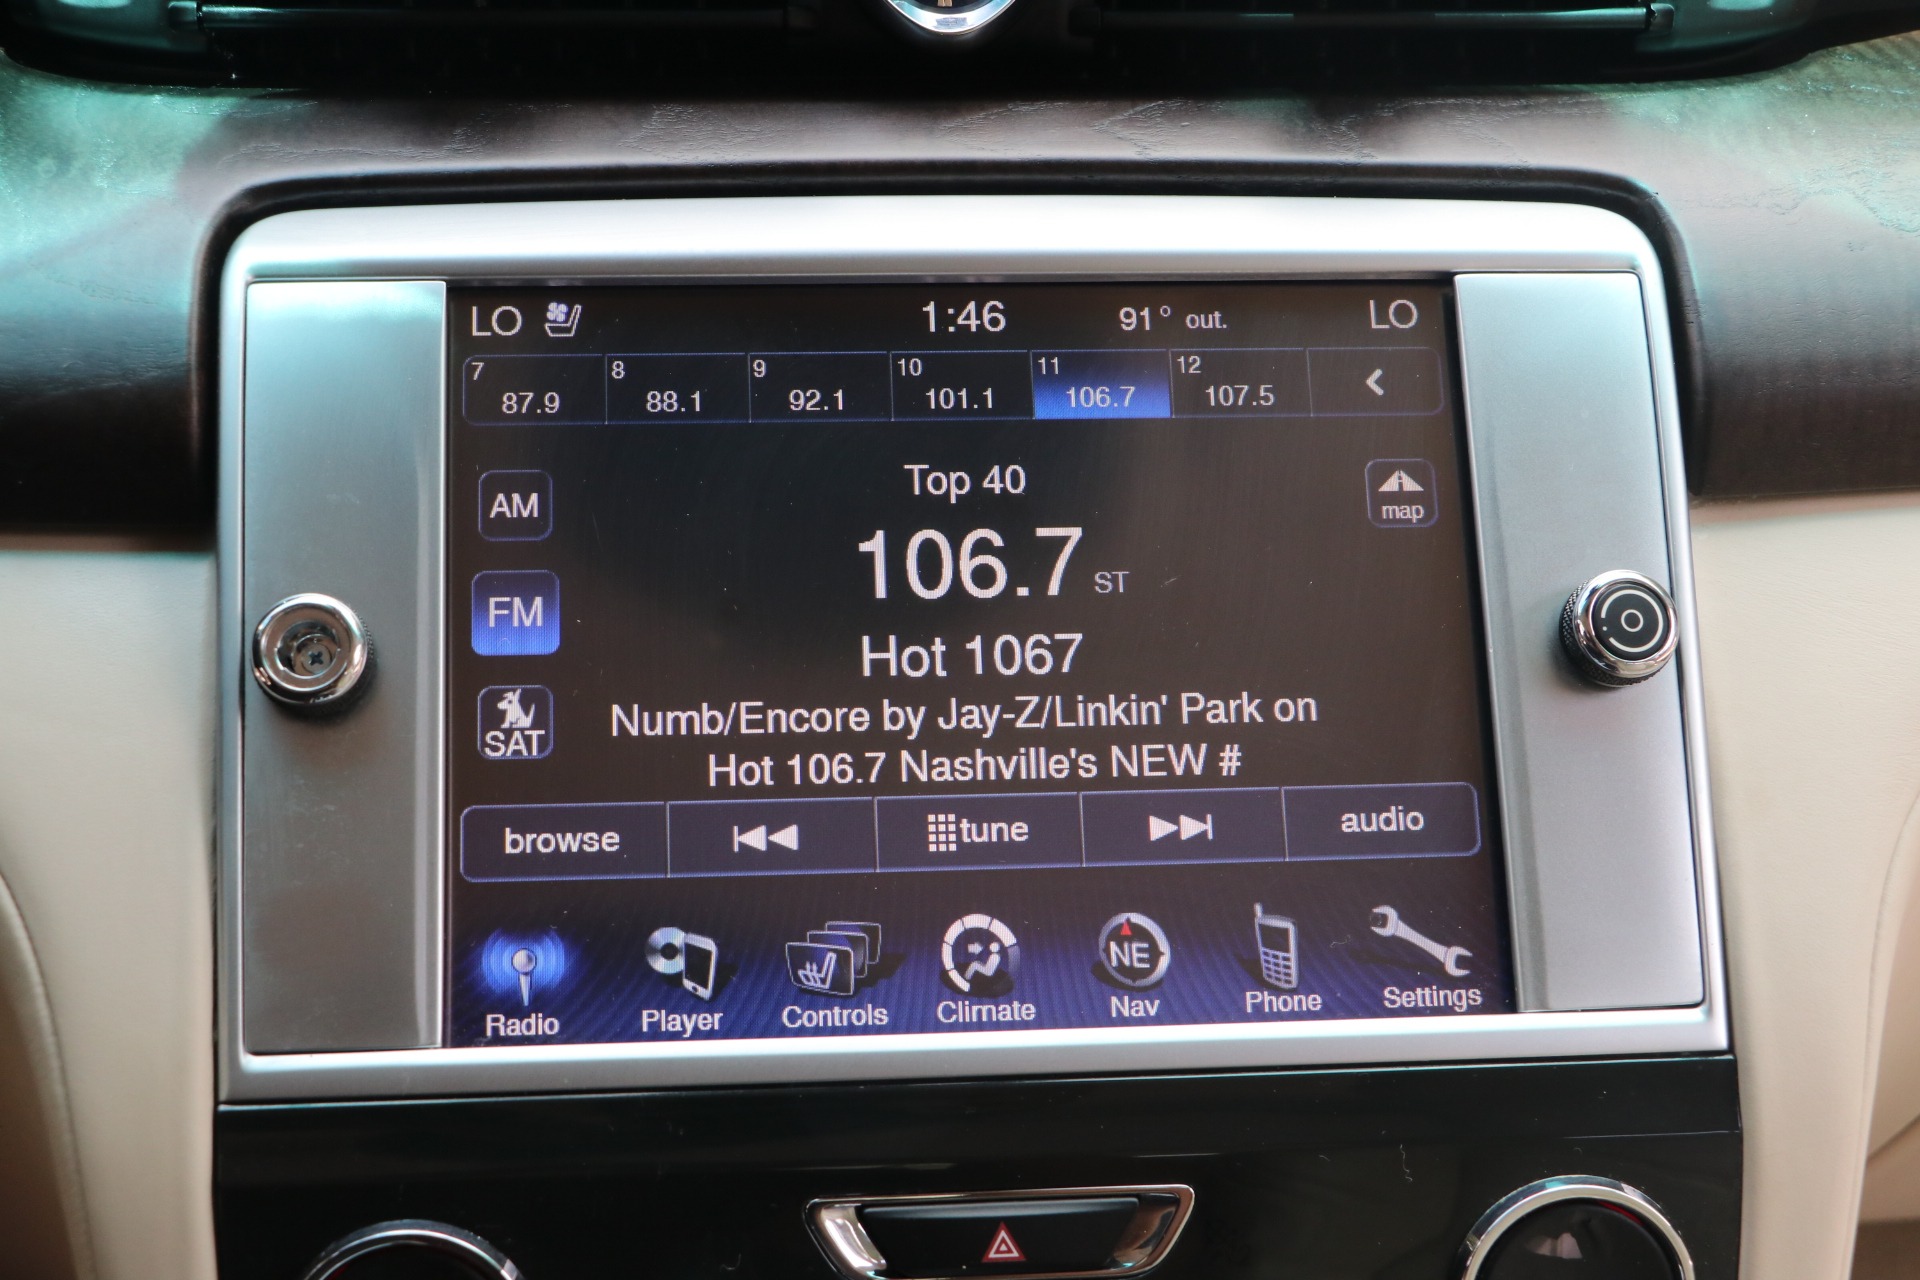 LO 1:46 91° out. LO
7 8 9 10 11 12
87.9 88.1 92.1 101.1 106.7 107.5
Top 40
AM
map
106.7 ST
FM
Hot 1067
SAT
Numb/Encore by Jay-Z/Linkin' Park on
Hot 106.7 Nashville's NEW #
browse tune audio
NE
Radio Player Controls Climate Nav Phone Settings